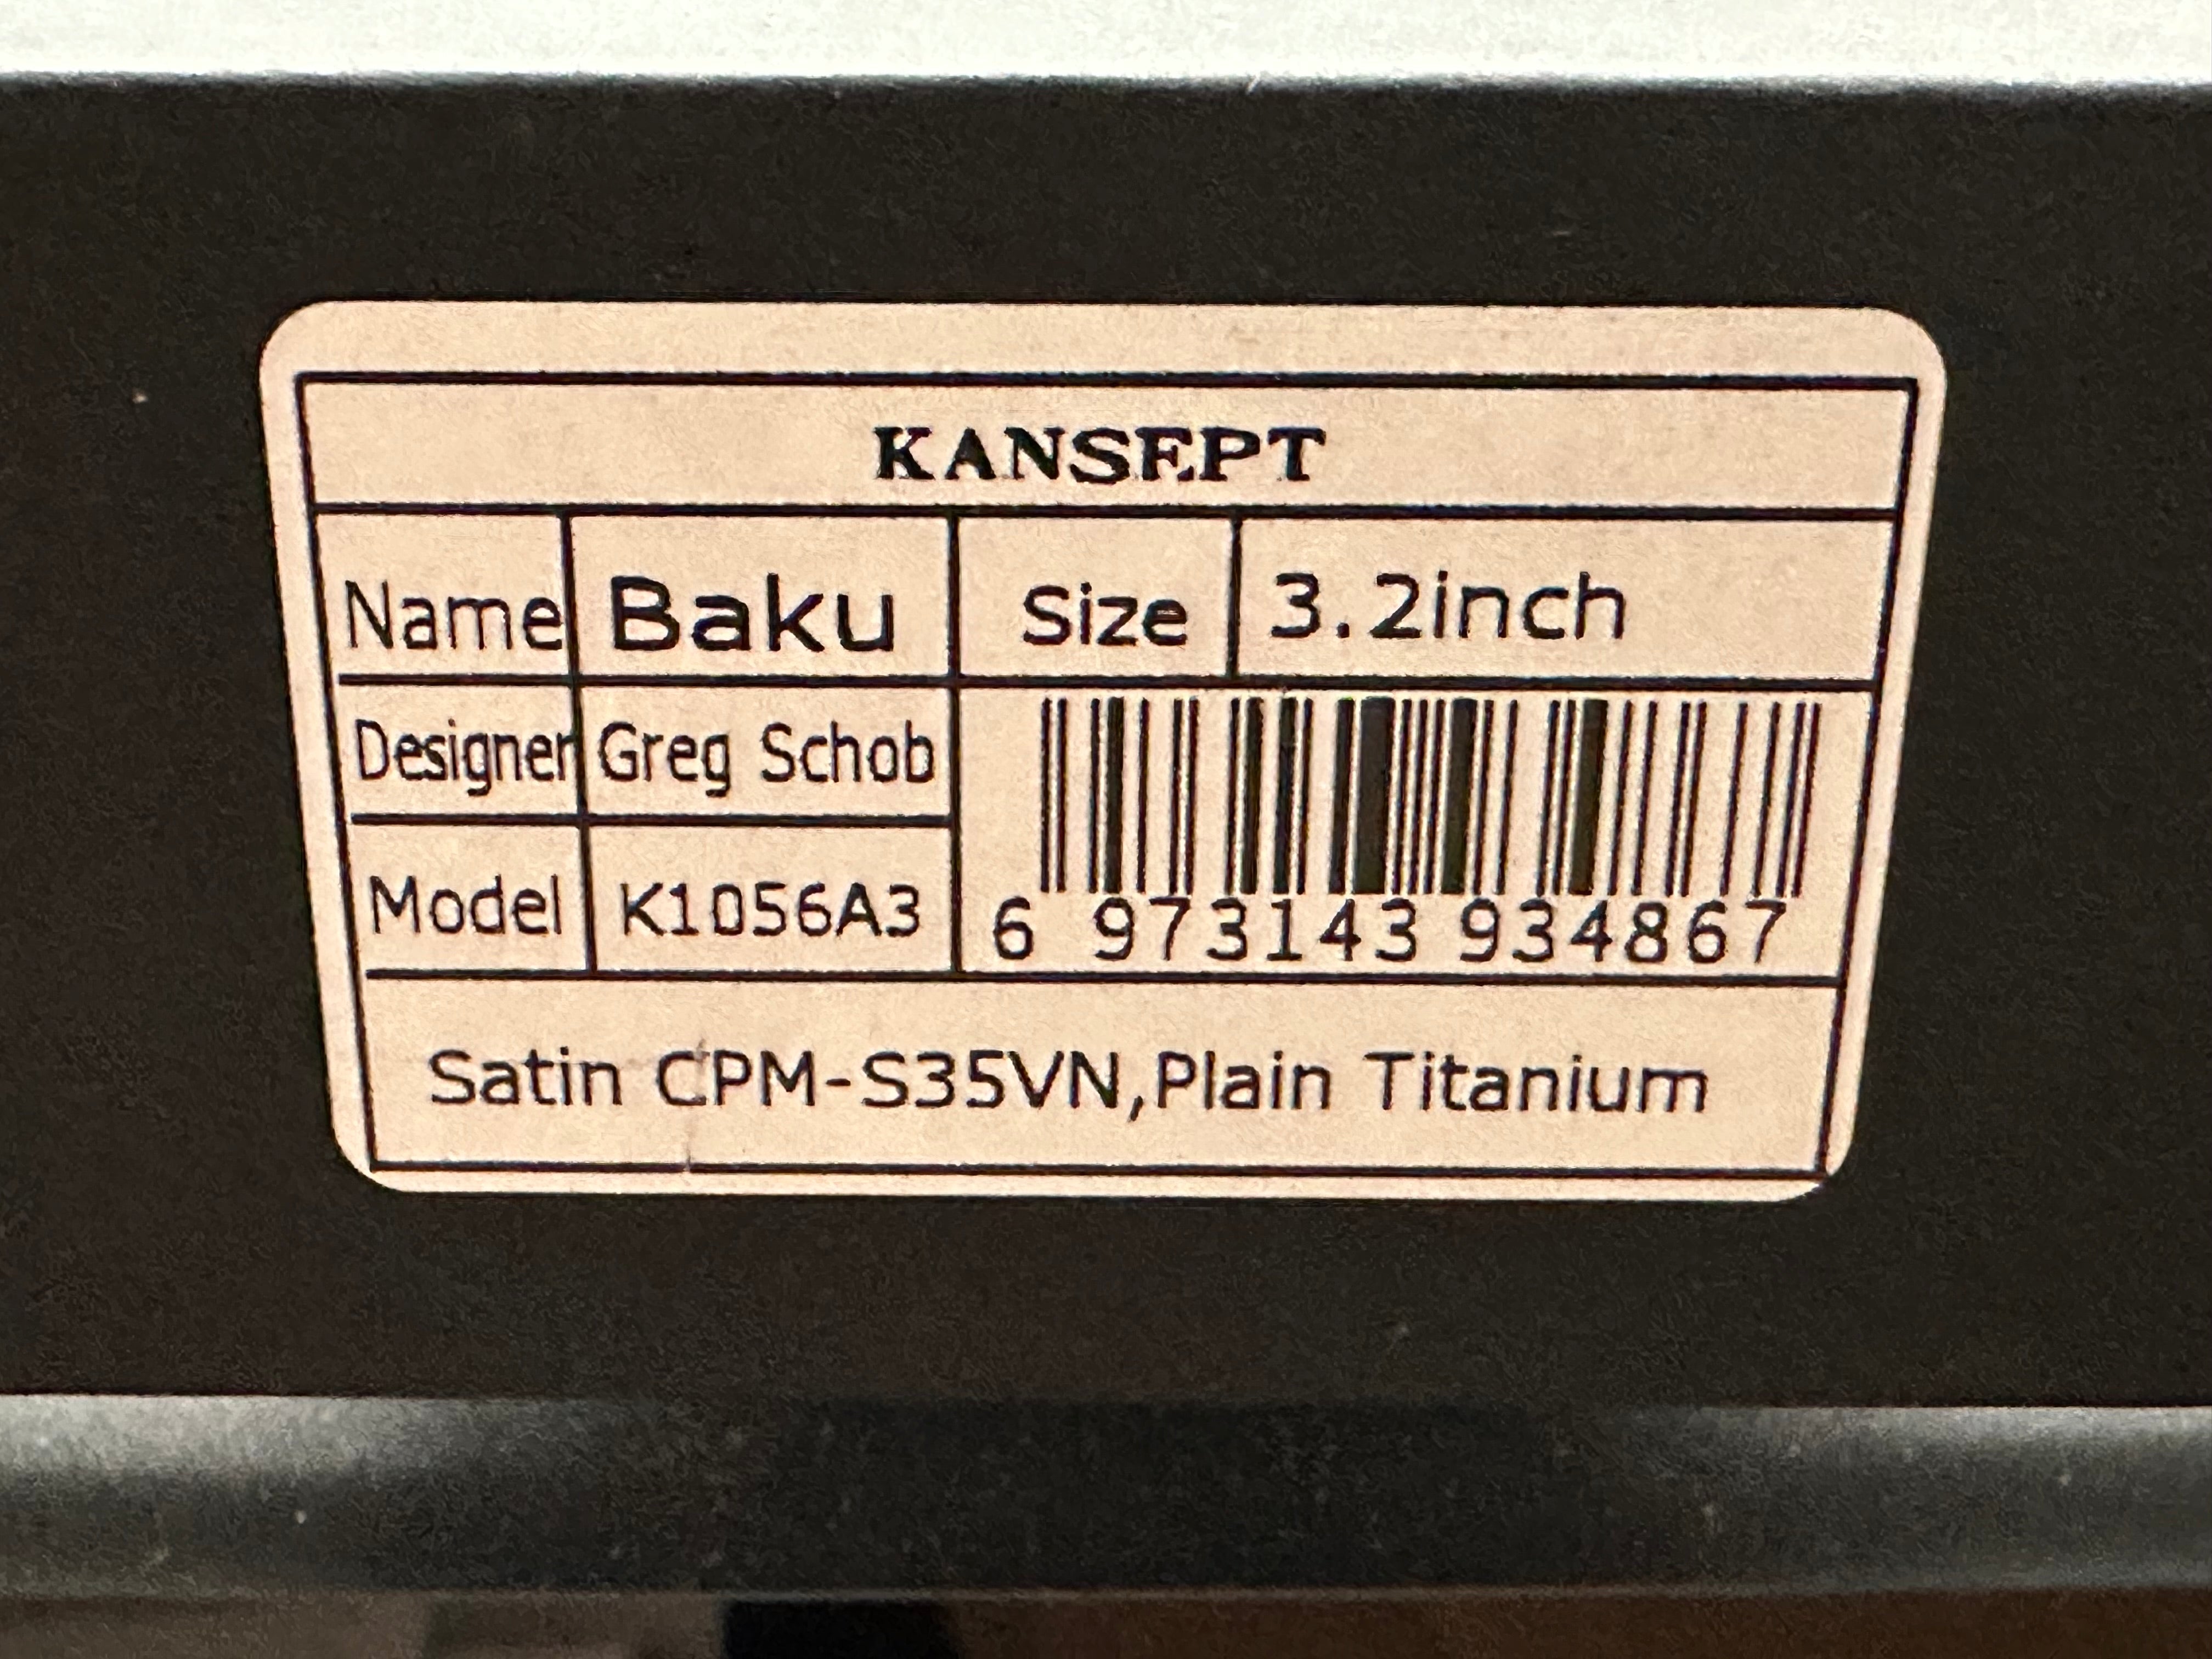 KANSEPT
Name Baku Size 3.2inch
Designer Greg Schob
Model K1056A3
6 973143 934867
Satin CPM-S35VN,Plain Titanium